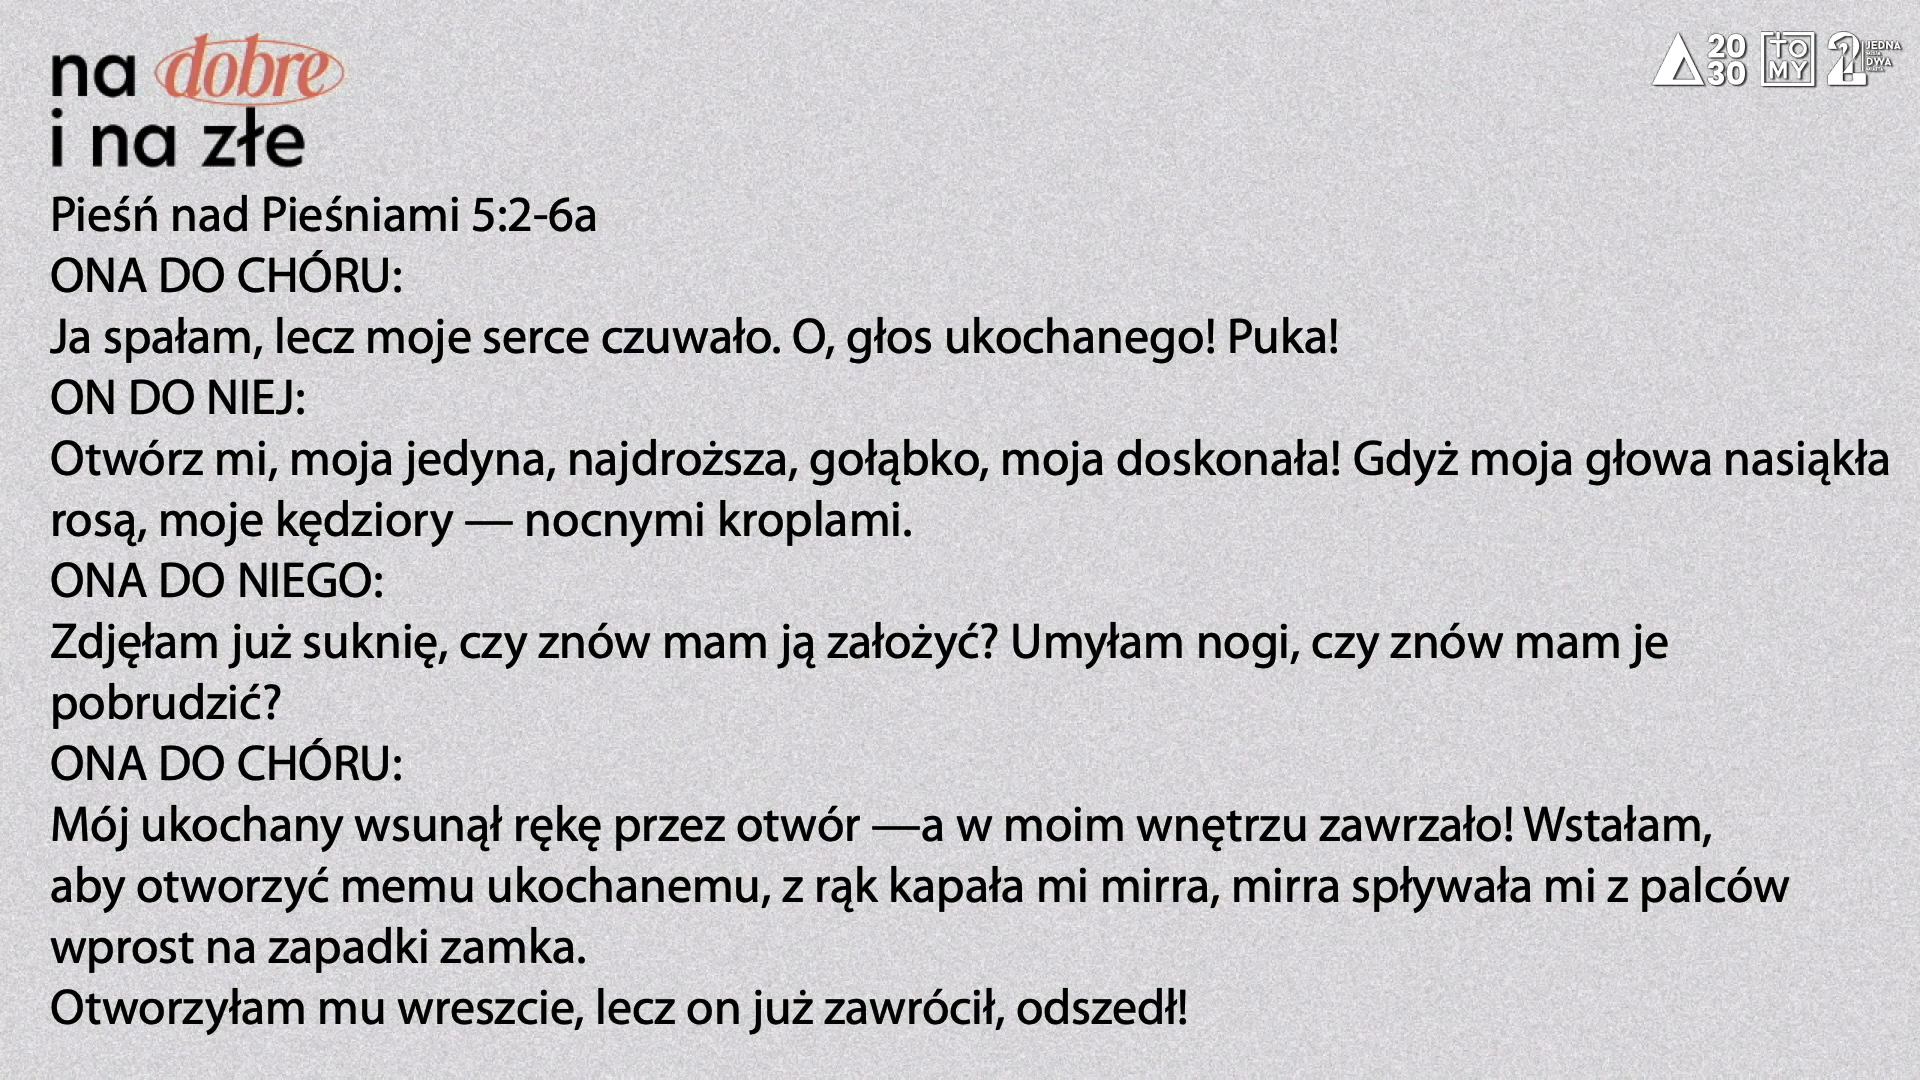 na dobre
i na złe
20
30
TO
MY
2
JEDNA
DWA
Pieśń nad Pieśniami 5:2-6a
ONA DO CHÓRU:
Ja spałam, lecz moje serce czuwało. O, głos ukochanego! Puka!
ON DO NIEJ:
Otwórz mi, moja jedyna, najdroższa, gołąbko, moja doskonała! Gdyż moja głowa nasiąkła
rosą, moje kędziory — nocnymi kroplami.
ONA DO NIEGO:
Zdjęłam już suknię, czy znów mam ją założyć? Umyłam nogi, czy znów mam je
pobrudzić?
ONA DO CHÓRU:
Mój ukochany wsunął rękę przez otwór —a w moim wnętrzu zawrzało! Wstałam,
aby otworzyć memu ukochanemu, z rąk kapała mi mirra, mirra spływała mi z palców
wprost na zapadki zamka.
Otworzyłam mu wreszcie, lecz on już zawrócił, odszedł!